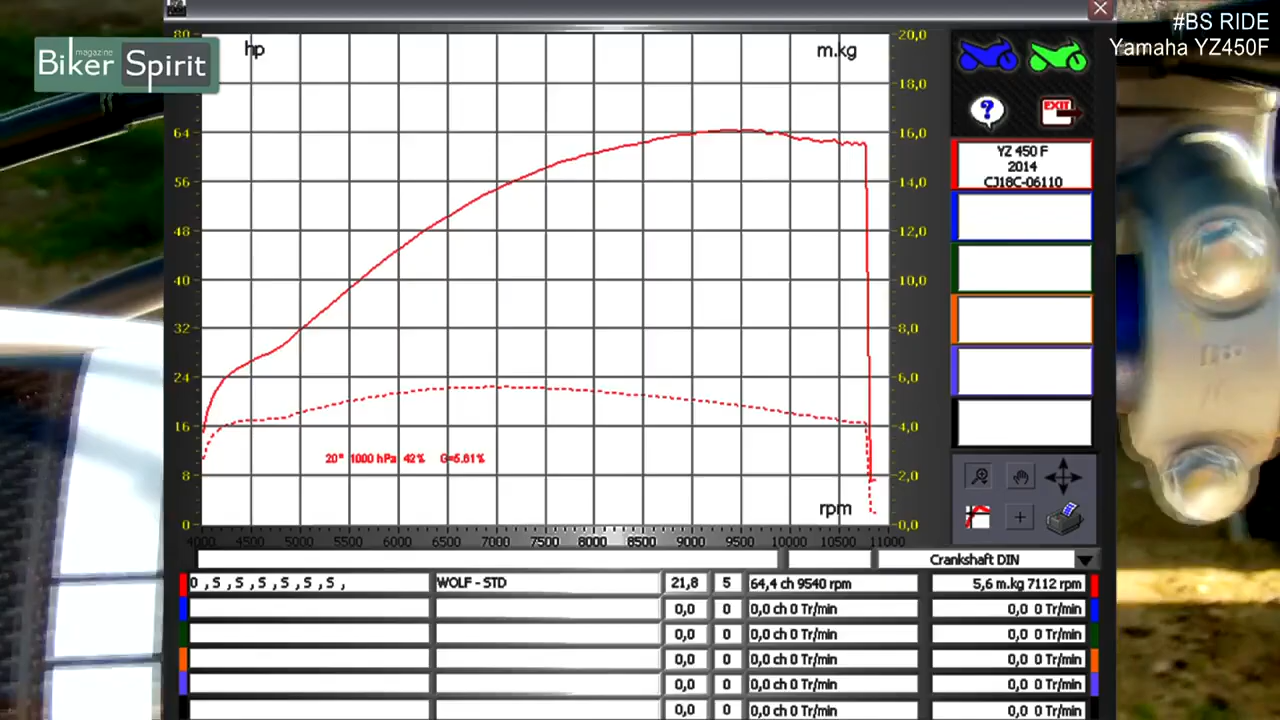 #BS RIDE
Yamaha YZ450F
magazine
Biker Spirit
80 hp m.kg 20,0
18,0
64 16,0
56 14,0
48 12,0
40 10,0
32 8,0
24 6,0
16 4,0
8 2,0
0 0,0
20° 1000 hPa 42% G=5.81%
rpm
4000 4500 5000 5500 6000 6500 7000 7500 8000 8500 9000 9500 10000 10500 11000
?
EXIT
YZ 450 F
2014
CJ18C-06110
Crankshaft DIN
0 , S , S , S , S , S , S , WOLF - STD 21,8 5 64,4 ch 9540 rpm 5,6 m.kg 7112 rpm
0,0 0 0,0 ch 0 Tr/min 0,0 0 Tr/min
0,0 0 0,0 ch 0 Tr/min 0,0 0 Tr/min
0,0 0 0,0 ch 0 Tr/min 0,0 0 Tr/min
0,0 0 0,0 ch 0 Tr/min 0,0 0 Tr/min
0,0 0 0,0 ch 0 Tr/min 0,0 0 Tr/min